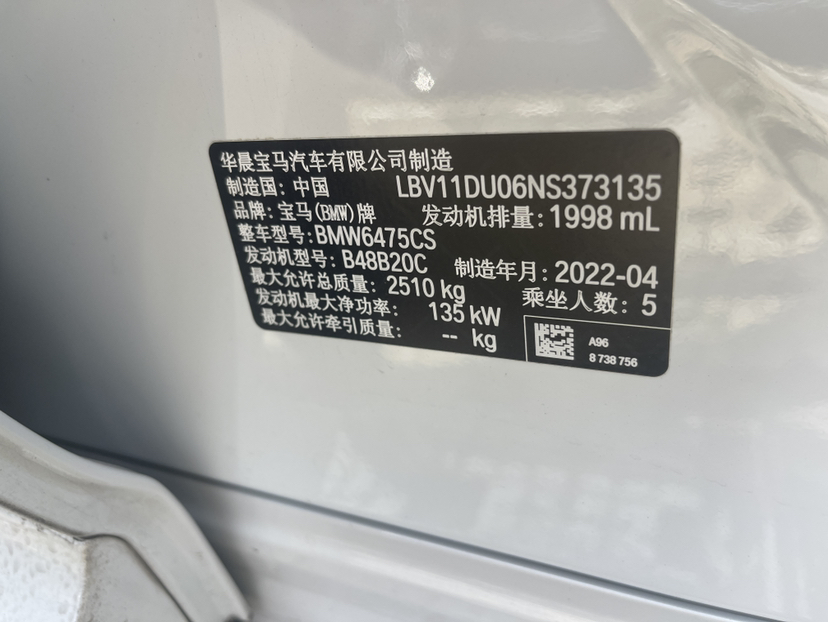 华晨宝马汽车有限公司制造
制造国: 中国 LBV11DU06NS373135
品牌: 宝马(BMW)牌 发动机排量: 1998 mL
整车型号: BMW6475CS
发动机型号: B48B20C 制造年月: 2022-04
最大允许总质量: 2510 kg 乘坐人数: 5
发动机最大净功率: 135 kW
最大允许牵引质量: -- kg
A96
8 738 756